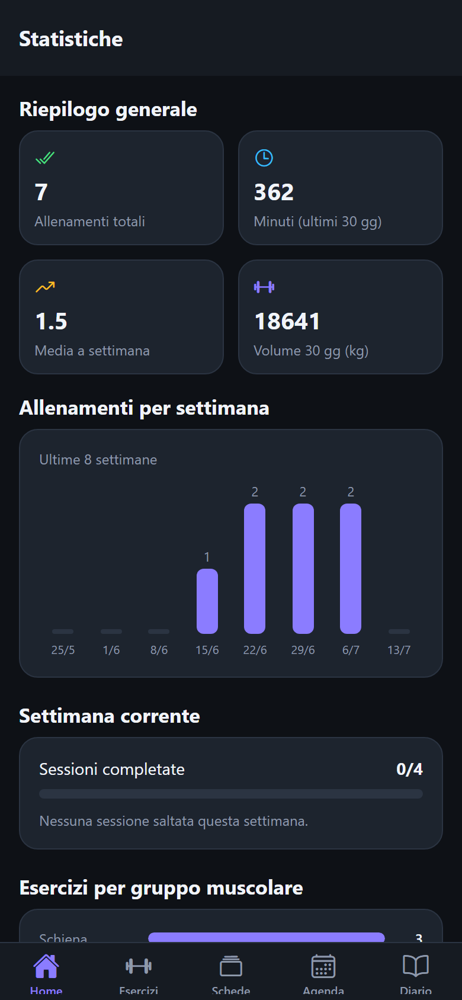 Statistiche
Riepilogo generale
7
Allenamenti totali
362
Minuti (ultimi 30 gg)
1.5
Media a settimana
18641
Volume 30 gg (kg)
Allenamenti per settimana
Ultime 8 settimane
1 2 2 2
25/5 1/6 8/6 15/6 22/6 29/6 6/7 13/7
Settimana corrente
Sessioni completate 0/4
Nessuna sessione saltata questa settimana.
Esercizi per gruppo muscolare
Schiena 3
Home Esercizi Schede Agenda Diario